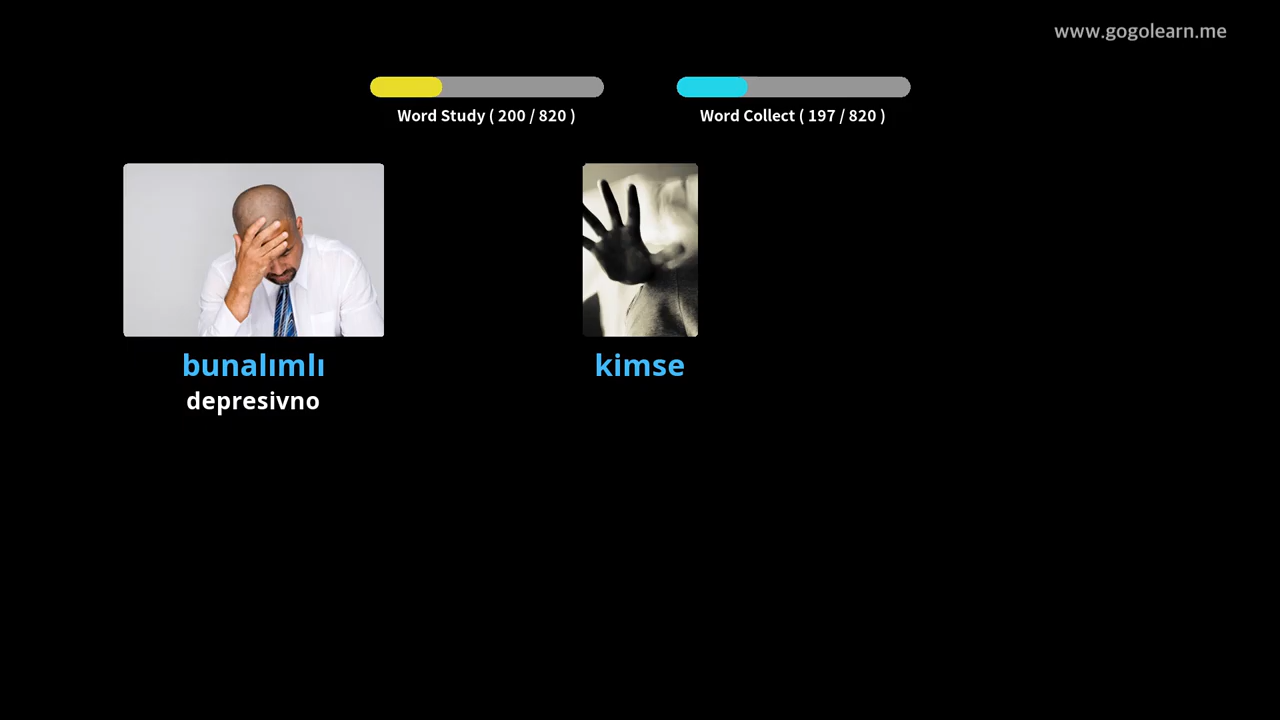 www.gogolearn.me
Word Study ( 200 / 820 )
Word Collect ( 197 / 820 )
bunalımlı
depresivno
kimse